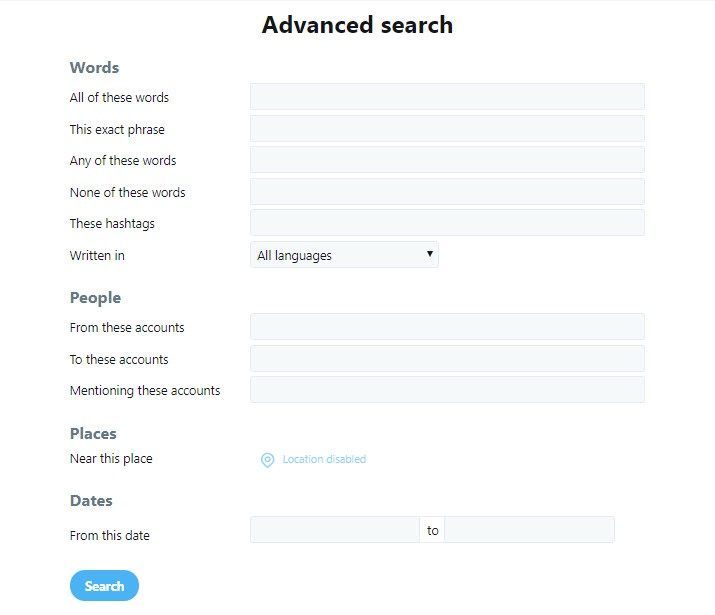 Advanced search
Words
All of these words
This exact phrase
Any of these words
None of these words
These hashtags
Written in All languages
People
From these accounts
To these accounts
Mentioning these accounts
Places
Near this place Location disabled
Dates
From this date to
Search